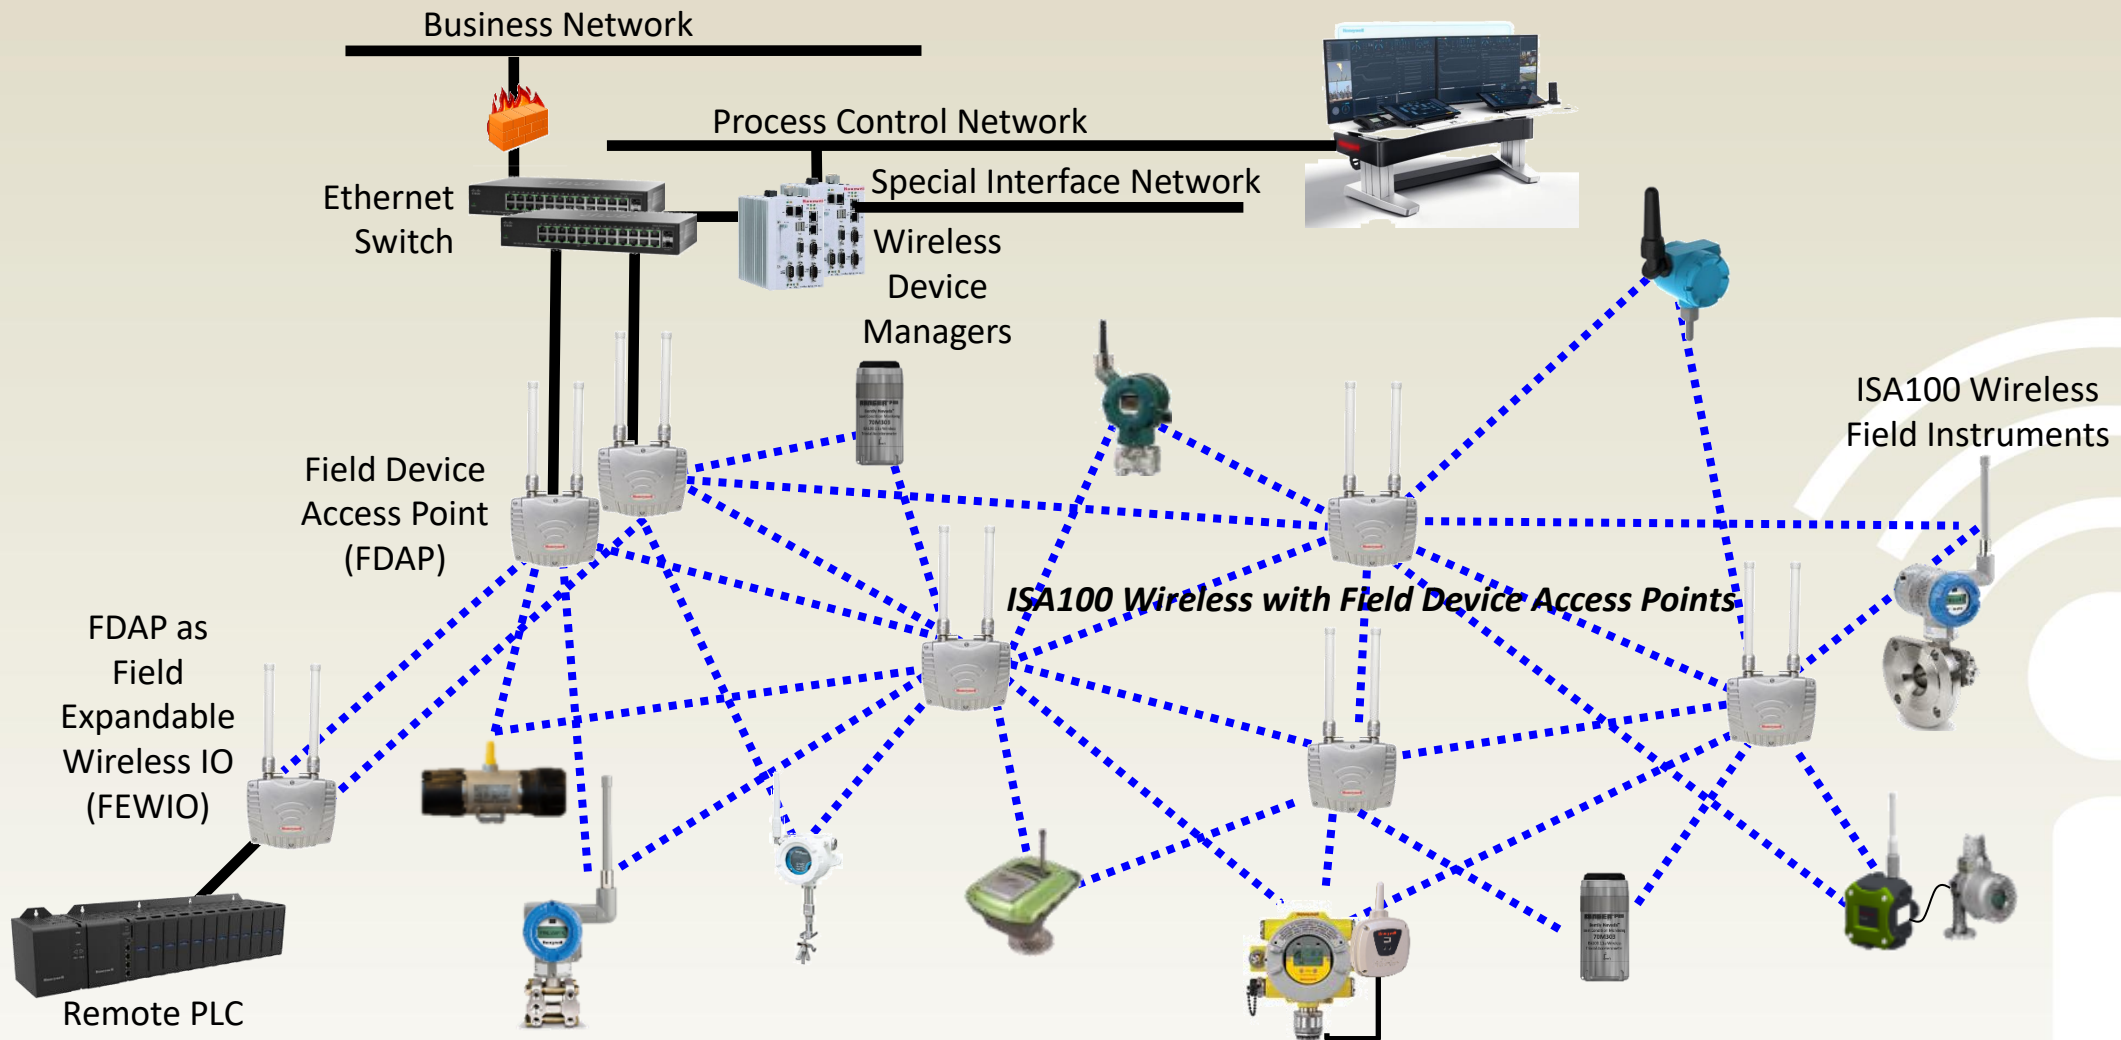 Business Network
Process Control Network
Special Interface Network
Ethernet
Switch
Wireless
Device
Managers
ISA100 Wireless
Field Instruments
Field Device
Access Point
(FDAP)
ISA100 Wireless with Field Device Access Points
FDAP as
Field
Expandable
Wireless IO
(FEWIO)
Remote PLC